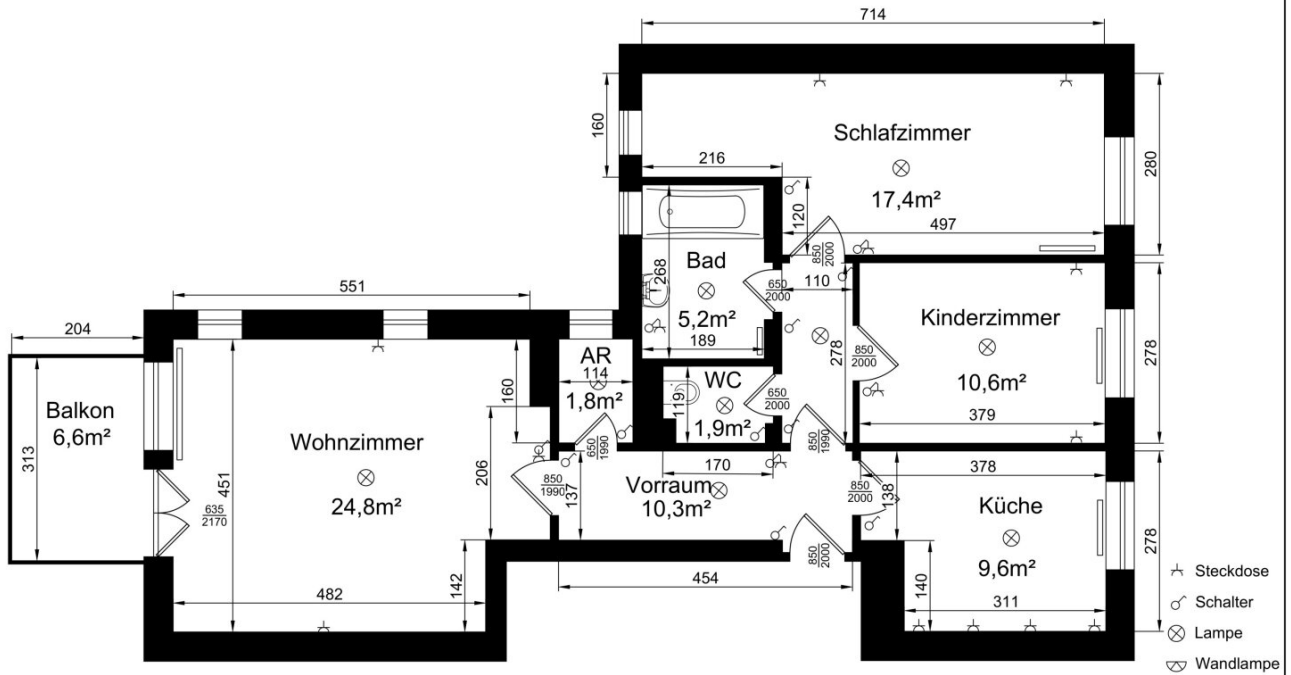 714
160
216
Schlafzimmer
17,4m²
280
120
497
850
2000
268
Bad
5,2m²
189
650
2000
110
278
850
2000
Kinderzimmer
10,6m²
379
278
551
204
AR
114
1,8m²
160
WC
119
1,9m²
650
2000
Balkon
6,6m²
313
Wohnzimmer
24,8m²
451
206
635
2170
142
482
850
1990
650
1990
137
170
Vorraum
10,3m²
850
1990
850
2000
454
850
2000
138
378
Küche
9,6m²
140
311
278
Steckdose
Schalter
Lampe
Wandlampe